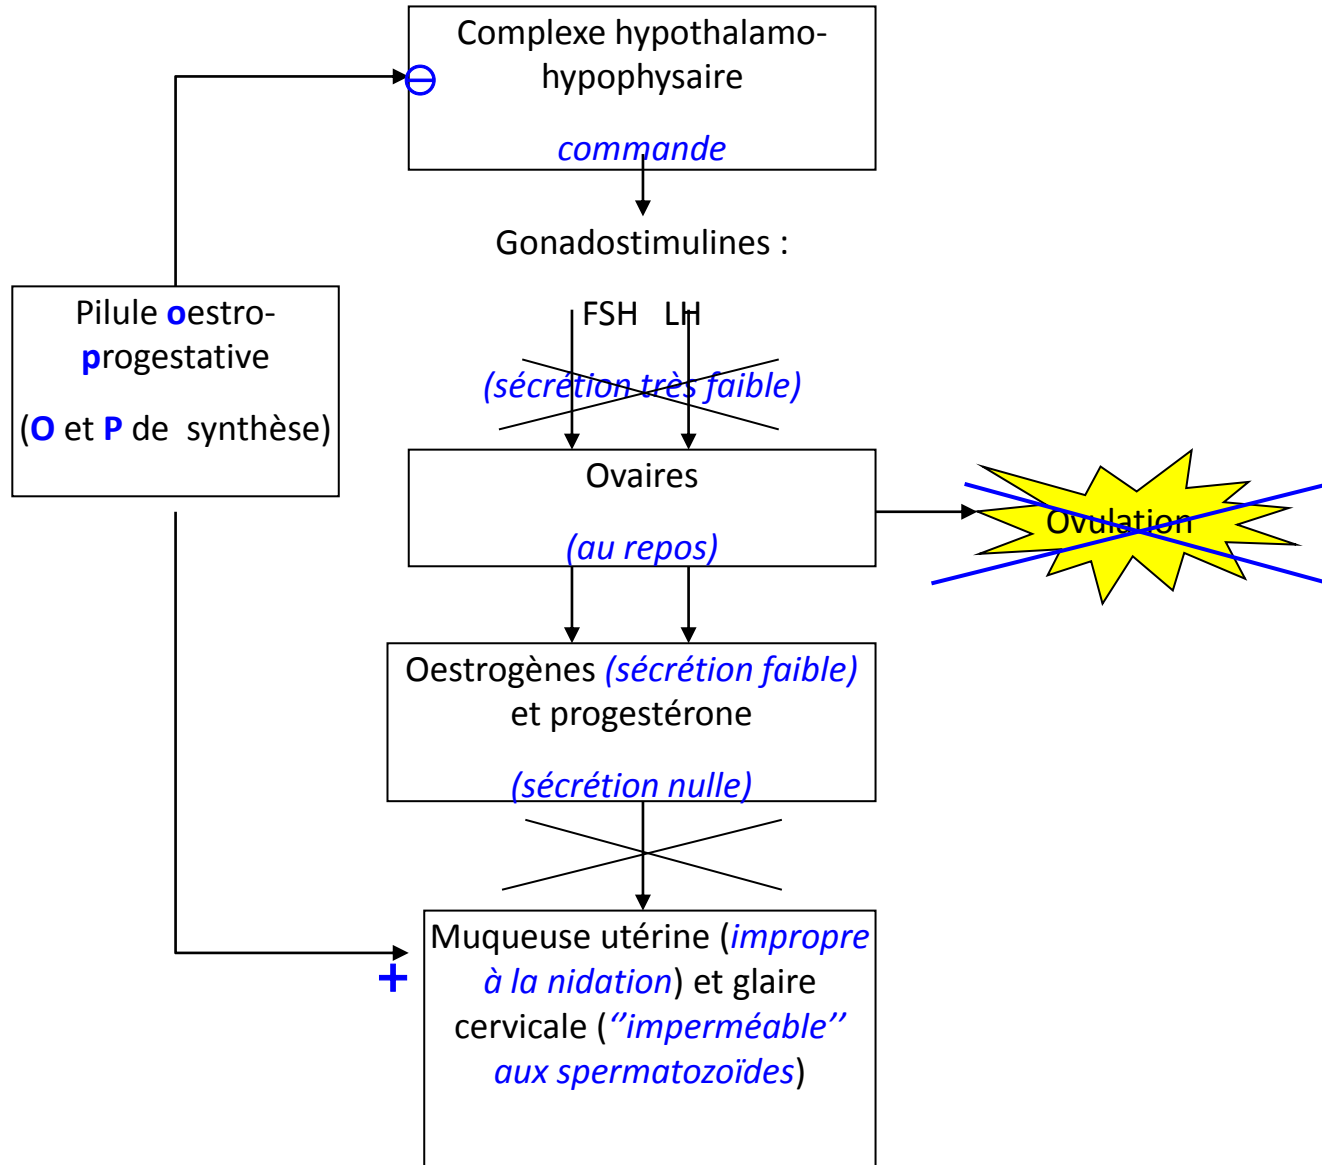 Complexe hypothalamo-
hypophysaire
commande
Gonadostimulines :
Pilule oestro-
progestative
(O et P de synthèse)
FSH LH
(sécrétion très faible)
Ovaires
(au repos)
Ovulation
Oestrogènes (sécrétion faible)
et progestérone
(sécrétion nulle)
+
Muqueuse utérine (impropre
à la nidation) et glaire
cervicale (‘’imperméable’’
aux spermatozoïdes)